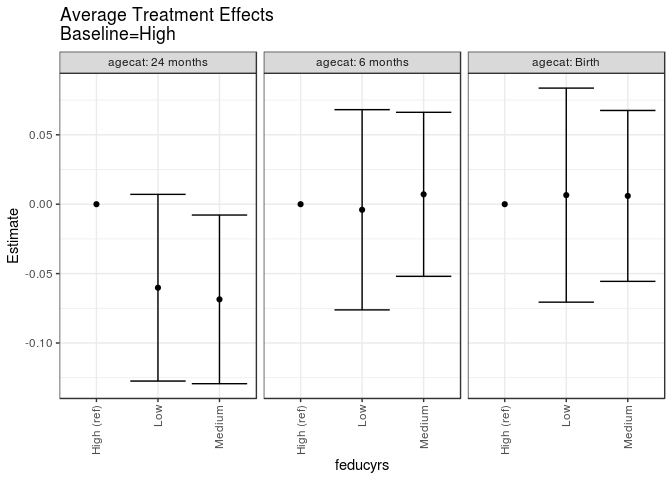 Average Treatment Effects
Baseline=High
agecat: 24 months
agecat: 6 months
agecat: Birth
0.05
0.00
-0.05
-0.10
Estimate
High (ref)
Low
Medium
High (ref)
Low
Medium
High (ref)
Low
Medium
feducyrs